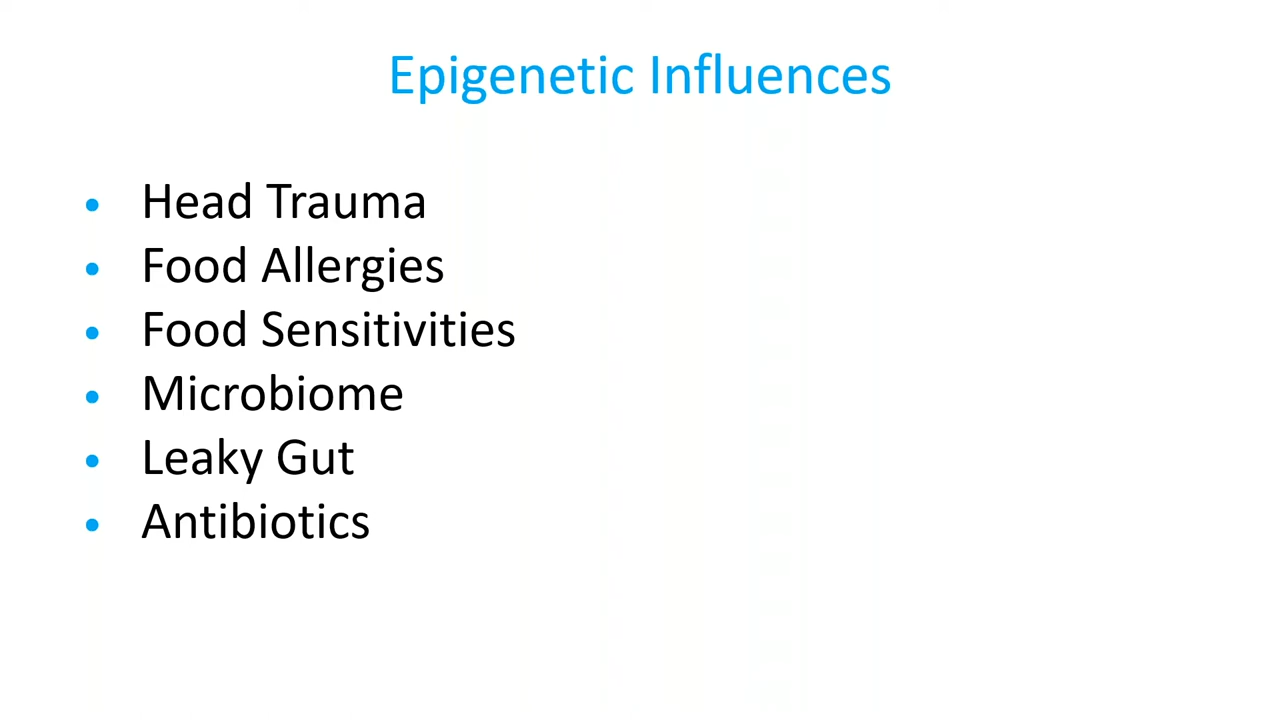 Epigenetic Influences
• Head Trauma
• Food Allergies
• Food Sensitivities
• Microbiome
• Leaky Gut
• Antibiotics